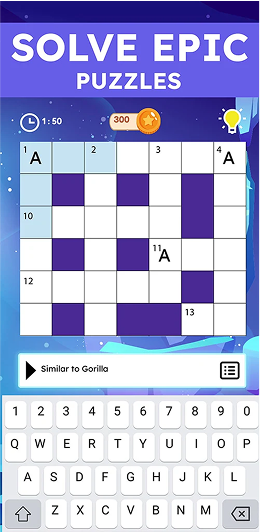 SOLVE EPIC
PUZZLES
1:50
300
1 A 2 3 4 A
10
11 A
12
13
Similar to Gorilla
1 2 3 4 5 6 7 8 9 0
Q W E R T Y U I O P
A S D F G H J K L
Z X C V B N M